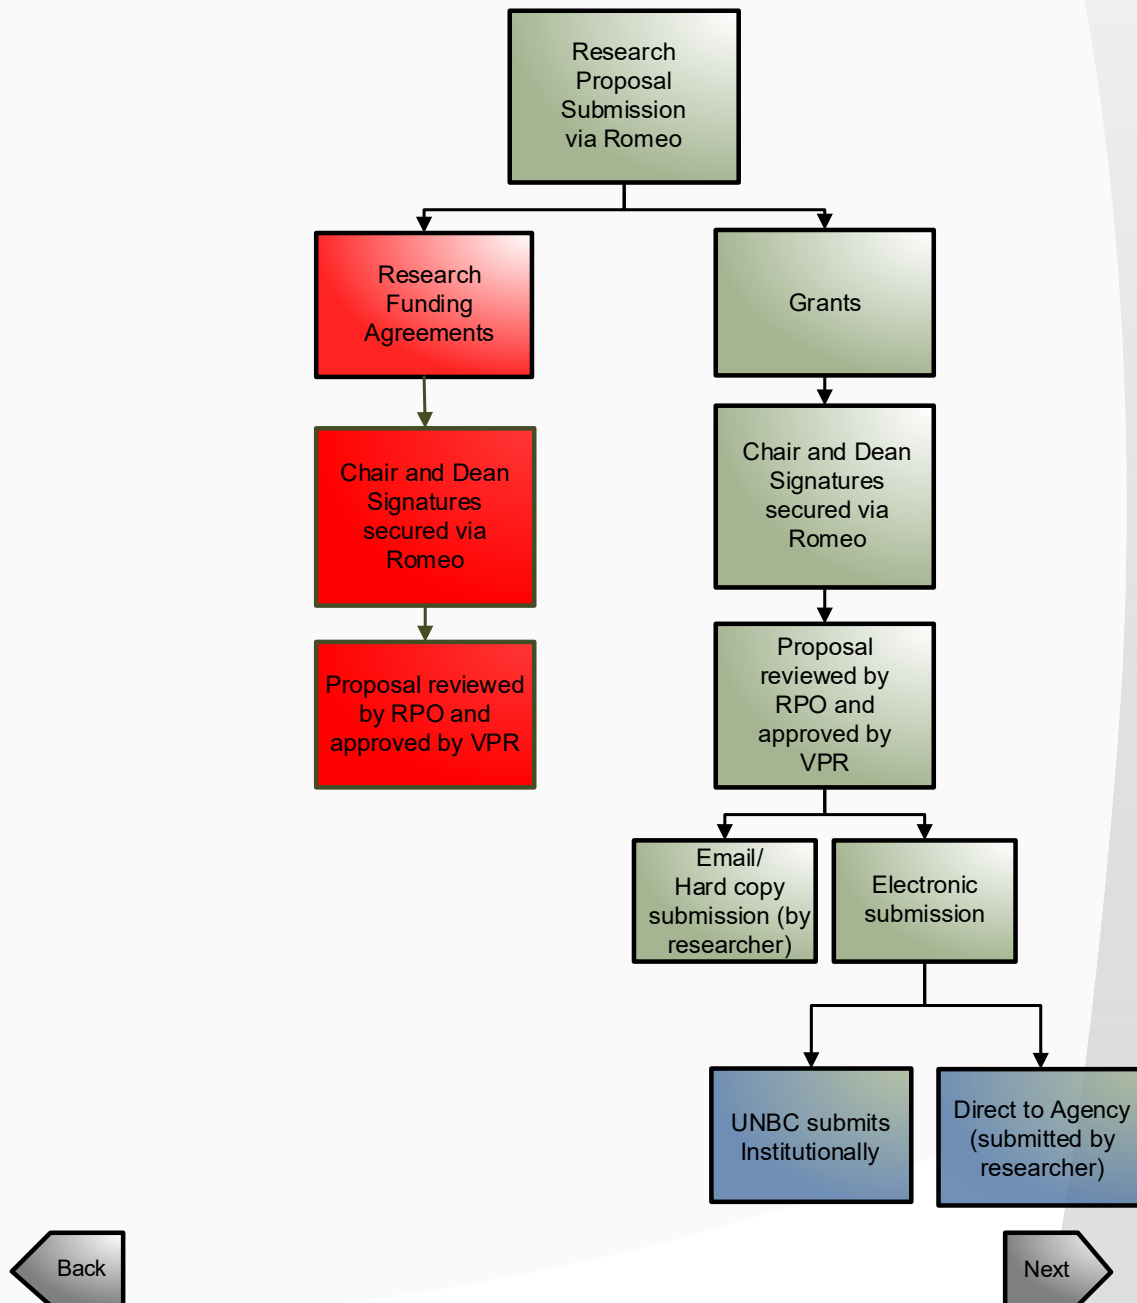 Research
Proposal
Submission
via Romeo
Research
Funding
Agreements
Grants
Chair and Dean
Signatures
secured via
Romeo
Chair and Dean
Signatures
secured via
Romeo
Proposal reviewed
by RPO and
approved by VPR
Proposal
reviewed by
RPO and
approved by
VPR
Email/
Hard copy
submission (by
researcher)
Electronic
submission
UNBC submits
Institutionally
Direct to Agency
(submitted by
researcher)
Back
Next